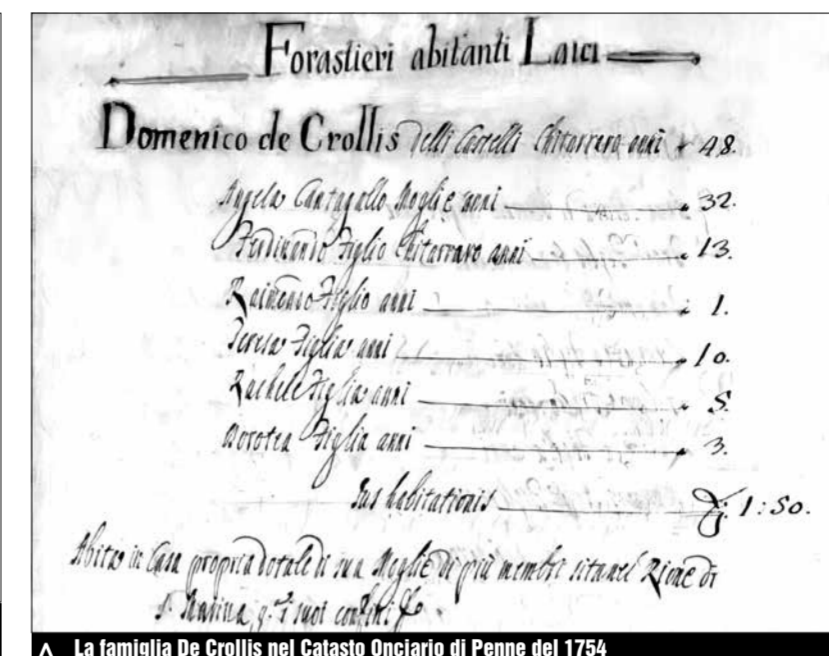 Forastieri abitanti Laici
Domenico de Crollis delli Castelli Chitarraro anni 48.
Angela Cantagallo Moglie anni 32.
Ferdinando Figlio Chitarraro anni 13.
Raimondo Figlio anni 1.
Teresa Figlia anni 10.
Rachele Figlia anni 5.
Dorotea Figlia anni 3.
Jus habitationis 1:50.
Abita in Casa propria dotale di sua Moglie di più membri sita nel Rione di
S. Marina, suoi confini
La famiglia De Crollis nel Catasto Onciario di Penne del 1754